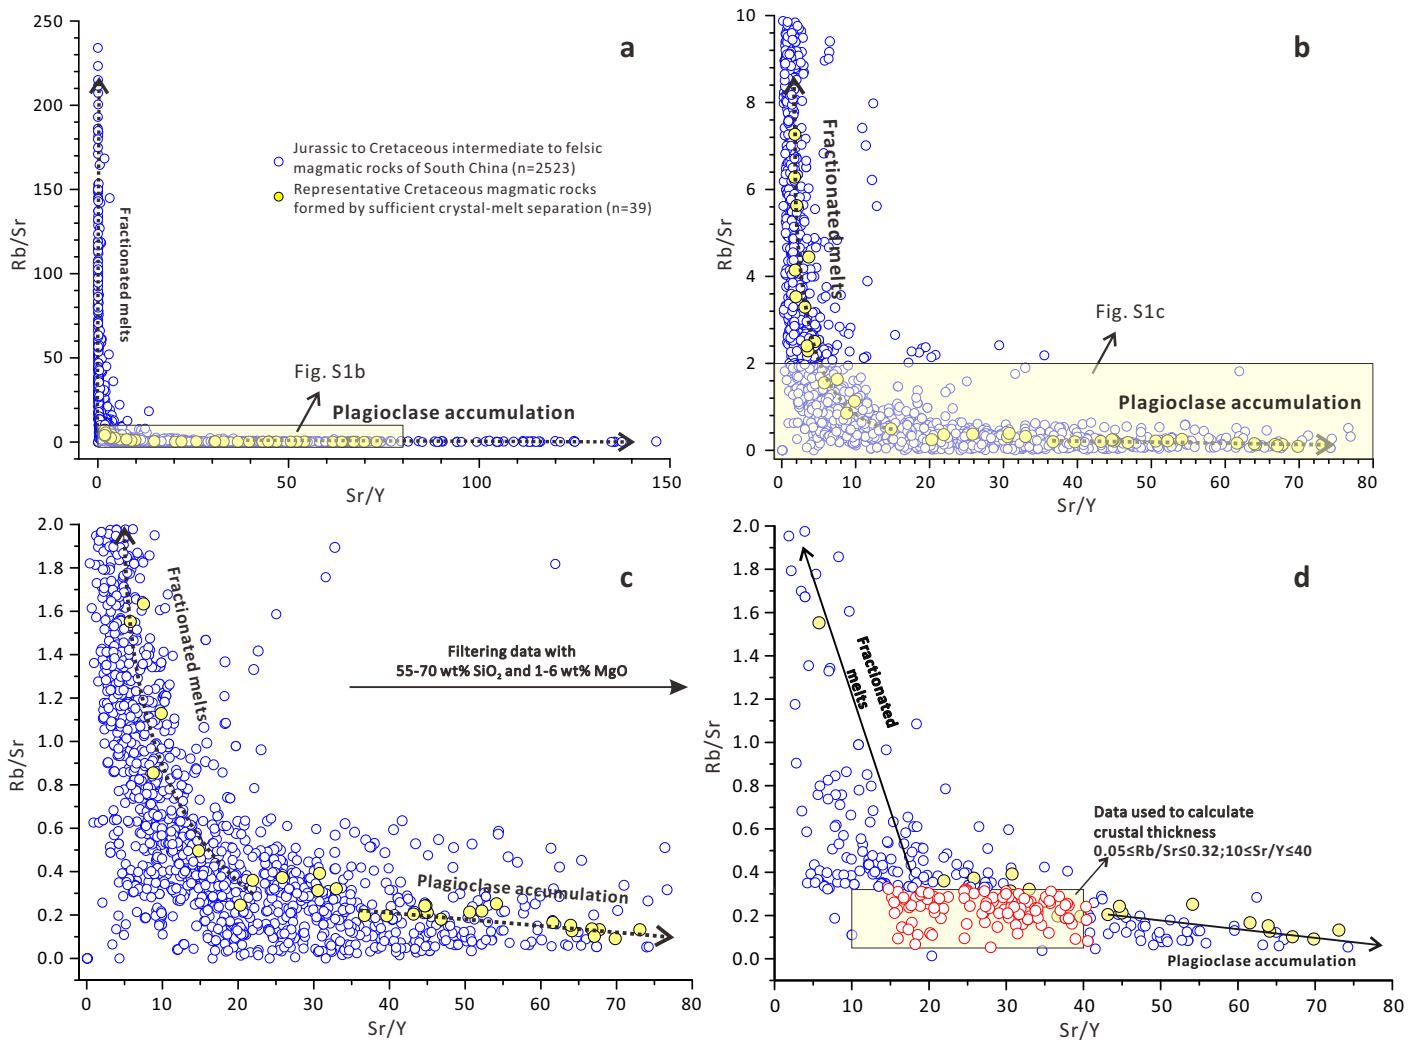 a
250
200
150
100
50
0
0
50
100
150
Rb/Sr
Sr/Y
Jurassic to Cretaceous intermediate to felsic
magmatic rocks of South China (n=2523)
Representative Cretaceous magmatic rocks
formed by sufficient crystal-melt separation (n=39)
Fractionated melts
Fig. S1b
Plagioclase accumulation
b
10
8
6
4
2
0
0
10
20
30
40
50
60
70
80
Rb/Sr
Sr/Y
Fractionated melts
Fig. S1c
Plagioclase accumulation
c
2.0
1.8
1.6
1.4
1.2
1.0
0.8
0.6
0.4
0.2
0.0
0
10
20
30
40
50
60
70
80
Rb/Sr
Sr/Y
Fractionated melts
Filtering data with
55-70 wt% SiO₂ and 1-6 wt% MgO
Plagioclase accumulation
d
2.0
1.8
1.6
1.4
1.2
1.0
0.8
0.6
0.4
0.2
0.0
0
10
20
30
40
50
60
70
80
Rb/Sr
Sr/Y
Fractionated
melts
Data used to calculate
crustal thickness
0.05≤Rb/Sr≤0.32;10≤Sr/Y≤40
Plagioclase accumulation